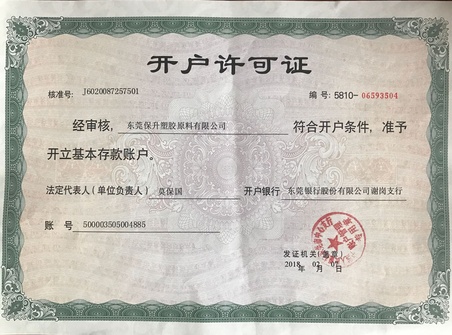 开户许可证
核准号: J6020087257501 编号: 5810-06593504
经审核, 东莞保升塑胶原料有限公司 符合开户条件, 准予
开立基本存款账户。
法定代表人(单位负责人) 莫保国 开户银行 东莞银行股份有限公司谢岗支行
账 号 500003505004885
发证机关(盖章)
2018 02 07
年 月 日